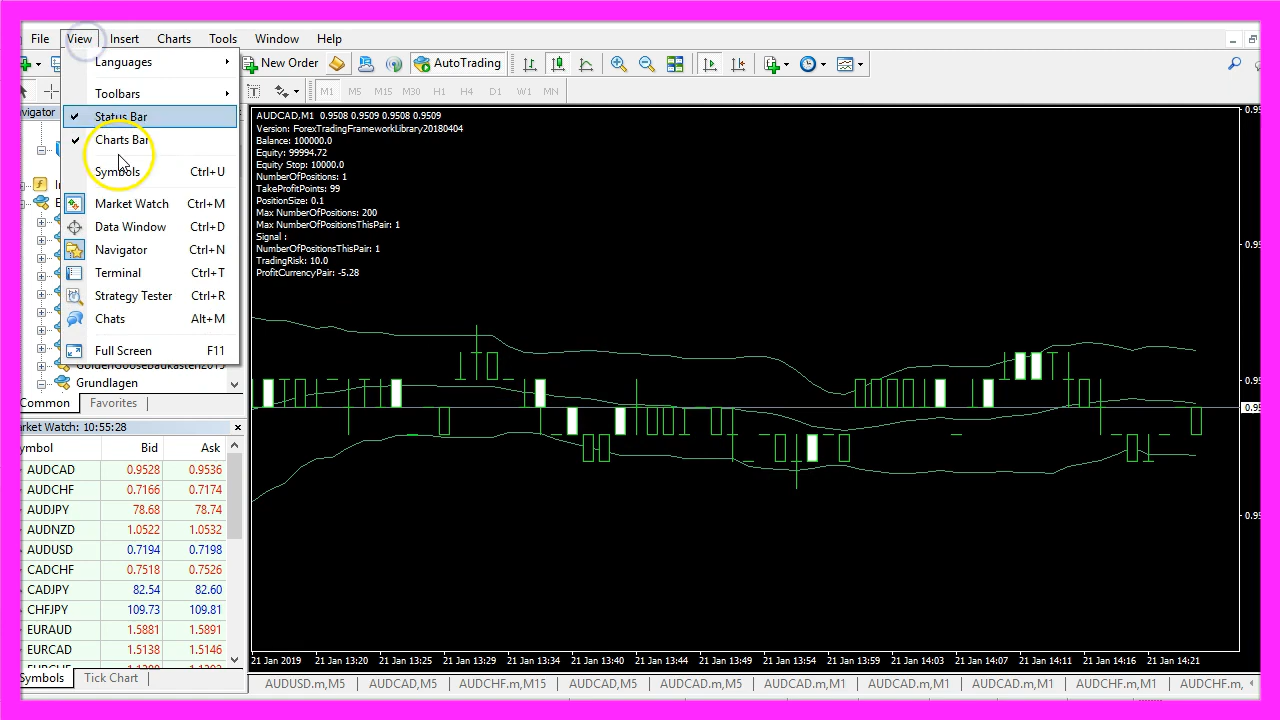 File View Insert Charts Tools Window Help
New Order AutoTrading
Languages
Toolbars
Status Bar
Charts Bar
Symbols Ctrl+U
Market Watch Ctrl+M
Data Window Ctrl+D
Navigator Ctrl+N
Terminal Ctrl+T
Strategy Tester Ctrl+R
Chats Alt+M
Full Screen F11
M1 M5 M15 M30 H1 H4 D1 W1 MN
avigator
Grundlagen
Common Favorites
arket Watch: 10:55:28
ymbol Bid Ask
AUDCAD 0.9528 0.9536
AUDCHF 0.7166 0.7174
AUDJPY 78.68 78.74
AUDNZD 1.0522 1.0532
AUDUSD 0.7194 0.7198
CADCHF 0.7518 0.7526
CADJPY 82.54 82.60
CHFJPY 109.73 109.81
EURAUD 1.5881 1.5891
EURCAD 1.5138 1.5146
Symbols Tick Chart
AUDCAD,M1 0.9508 0.9509 0.9508 0.9509
Version: ForexTradingFrameworkLibrary20180404
Balance: 100000.0
Equity: 99994.72
Equity Stop: 10000.0
NumberOfPositions: 1
TakeProfitPoints: 99
PositionSize: 0.1
Max NumberOfPositions: 200
Max NumberOfPositionsThisPair: 1
Signal :
NumberOfPositionsThisPair: 1
TradingRisk: 10.0
ProfitCurrencyPair: -5.28
21 Jan 2019 21 Jan 13:20 21 Jan 13:25 21 Jan 13:29 21 Jan 13:34 21 Jan 13:40 21 Jan 13:44 21 Jan 13:49 21 Jan 13:54 21 Jan 13:59 21 Jan 14:03 21 Jan 14:07 21 Jan 14:11 21 Jan 14:16 21 Jan 14:21
AUDUSD.m,M5 AUDCAD,M5 AUDCHF.m,M15 AUDCAD,M5 AUDCAD.m,M5 AUDCAD.m,M1 AUDCAD.m,M1 AUDCAD.m,M1 AUDCHF.m,M1 AUDCHF.m,